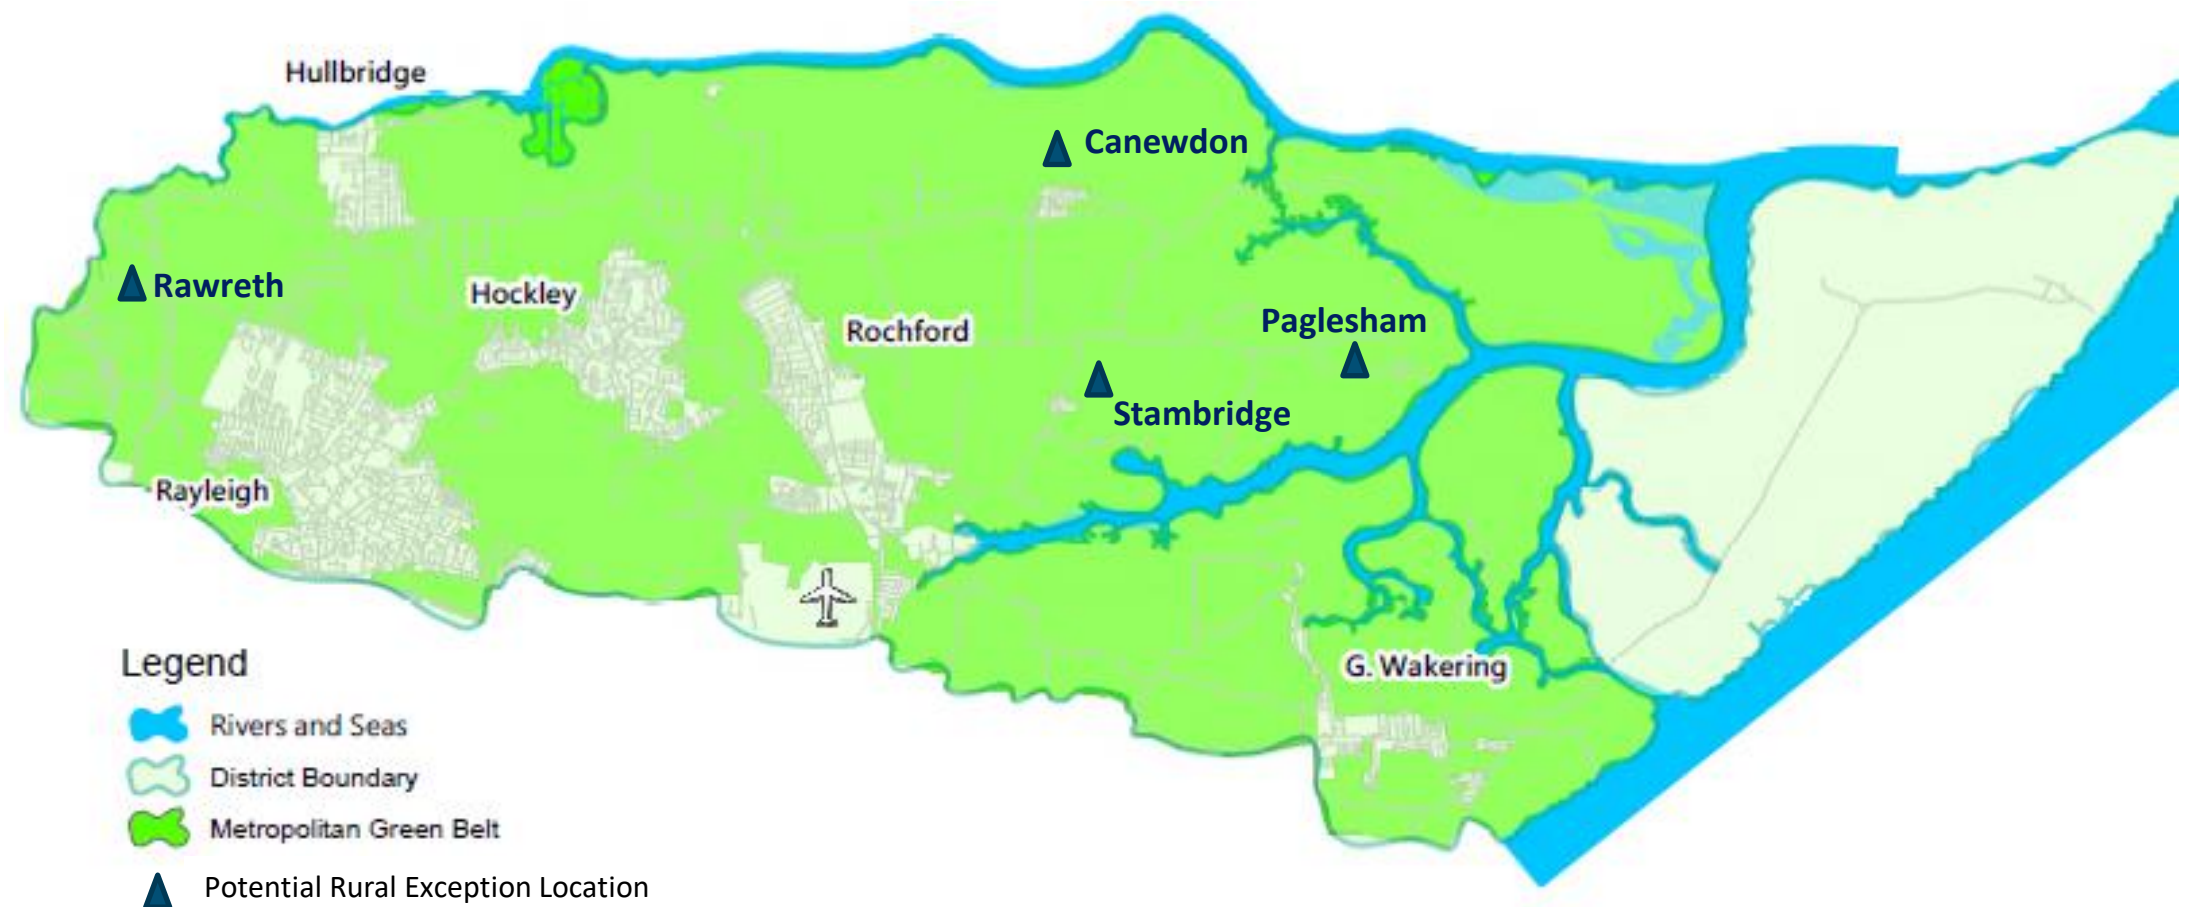 Hullbridge
Canewdon
Rawreth
Hockley
Paglesham
Rochford
Stambridge
Rayleigh
G. Wakering
Legend
Rivers and Seas
District Boundary
Metropolitan Green Belt
Potential Rural Exception Location